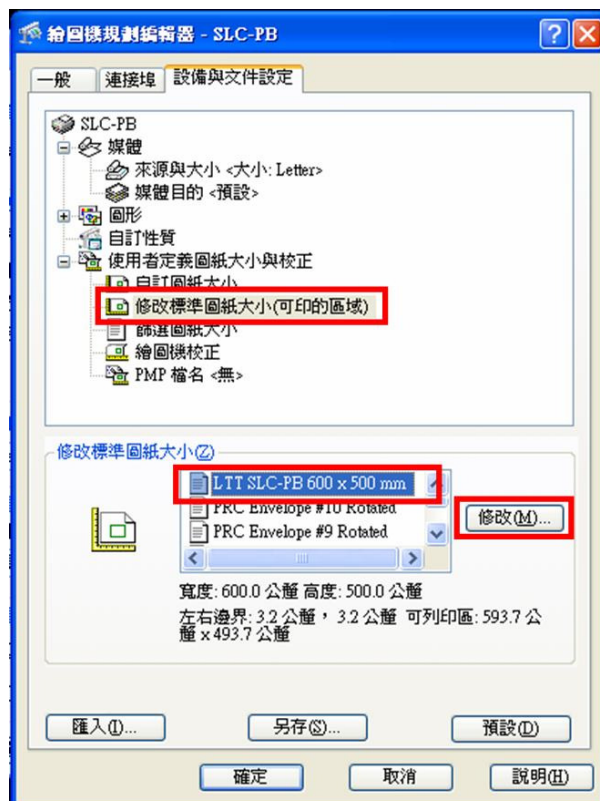 繪圖機規劃編輯器 - SLC-PB
一般 連接埠 設備與文件設定
SLC-PB
媒體
來源與大小 <大小: Letter>
媒體目的 <預設>
圖形
自訂性質
使用者定義圖紙大小與校正
自訂圖紙大小
修改標準圖紙大小(可印的區域)
篩選圖紙大小
繪圖機校正
PMP 檔名 <無>
修改標準圖紙大小(Z)
LTT SLC-PB 600 x 500 mm
PRC Envelope #10 Rotated
PRC Envelope #9 Rotated
修改(M)...
寬度: 600.0 公釐 高度: 500.0 公釐
左右邊界: 3.2 公釐， 3.2 公釐 可列印區: 593.7 公
釐 x 493.7 公釐
匯入(I)... 另存(S)... 預設(D)
確定 取消 說明(H)